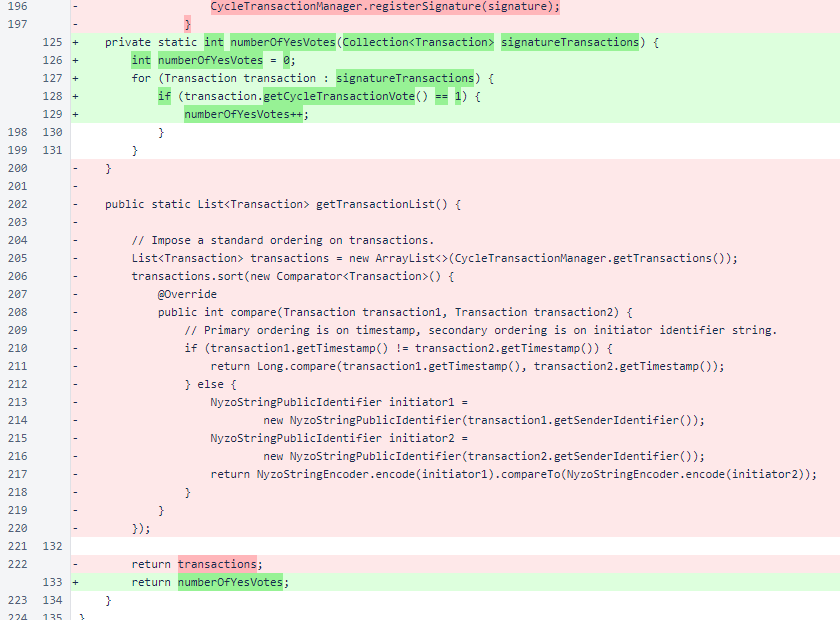 196 - CycleTransactionManager.registerSignature(signature);
197 - }
125 + private static int numberOfYesVotes(Collection<Transaction> signatureTransactions) {
126 + int numberOfYesVotes = 0;
127 + for (Transaction transaction : signatureTransactions) {
128 + if (transaction.getCycleTransactionVote() == 1) {
129 + numberOfYesVotes++;
198 130 }
199 131 }
200 - }
201 -
202 - public static List<Transaction> getTransactionList() {
203 -
204 - // Impose a standard ordering on transactions.
205 - List<Transaction> transactions = new ArrayList<>(CycleTransactionManager.getTransactions());
206 - transactions.sort(new Comparator<Transaction>() {
207 - @Override
208 - public int compare(Transaction transaction1, Transaction transaction2) {
209 - // Primary ordering is on timestamp, secondary ordering is on initiator identifier string.
210 - if (transaction1.getTimestamp() != transaction2.getTimestamp()) {
211 - return Long.compare(transaction1.getTimestamp(), transaction2.getTimestamp());
212 - } else {
213 - NyzoStringPublicIdentifier initiator1 =
214 - new NyzoStringPublicIdentifier(transaction1.getSenderIdentifier());
215 - NyzoStringPublicIdentifier initiator2 =
216 - new NyzoStringPublicIdentifier(transaction2.getSenderIdentifier());
217 - return NyzoStringEncoder.encode(initiator1).compareTo(NyzoStringEncoder.encode(initiator2));
218 - }
219 - }
220 - });
221 132
222 - return transactions;
133 + return numberOfYesVotes;
223 134 }
224 135 }